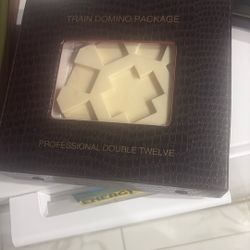 TRAIN DOMINO PACKAGE
PROFESSIONAL DOUBLE TWELVE